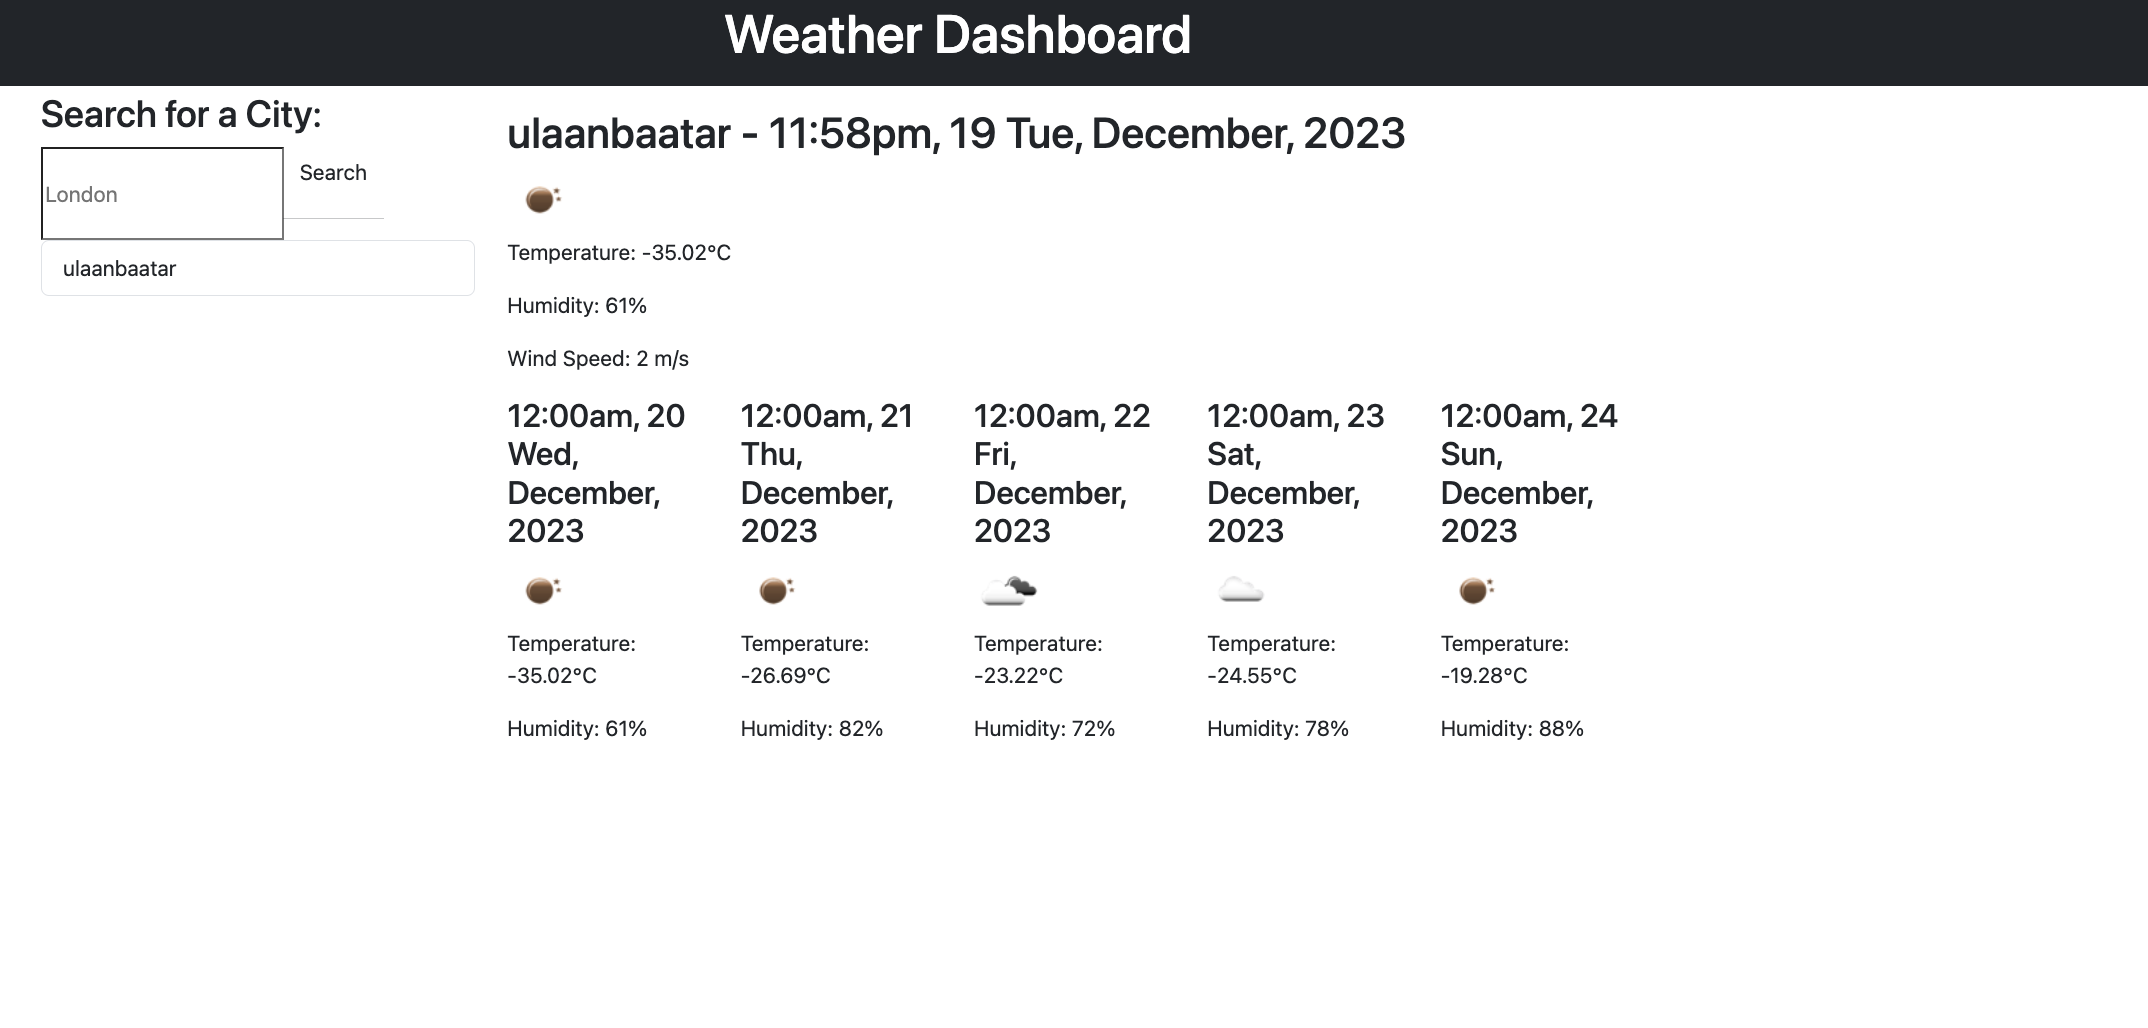 Weather Dashboard
Search for a City:
London
Search
ulaanbaatar
ulaanbaatar - 11:58pm, 19 Tue, December, 2023
Temperature: -35.02°C
Humidity: 61%
Wind Speed: 2 m/s
12:00am, 20
Wed,
December,
2023
Temperature:
-35.02°C
Humidity: 61%
12:00am, 21
Thu,
December,
2023
Temperature:
-26.69°C
Humidity: 82%
12:00am, 22
Fri,
December,
2023
Temperature:
-23.22°C
Humidity: 72%
12:00am, 23
Sat,
December,
2023
Temperature:
-24.55°C
Humidity: 78%
12:00am, 24
Sun,
December,
2023
Temperature:
-19.28°C
Humidity: 88%